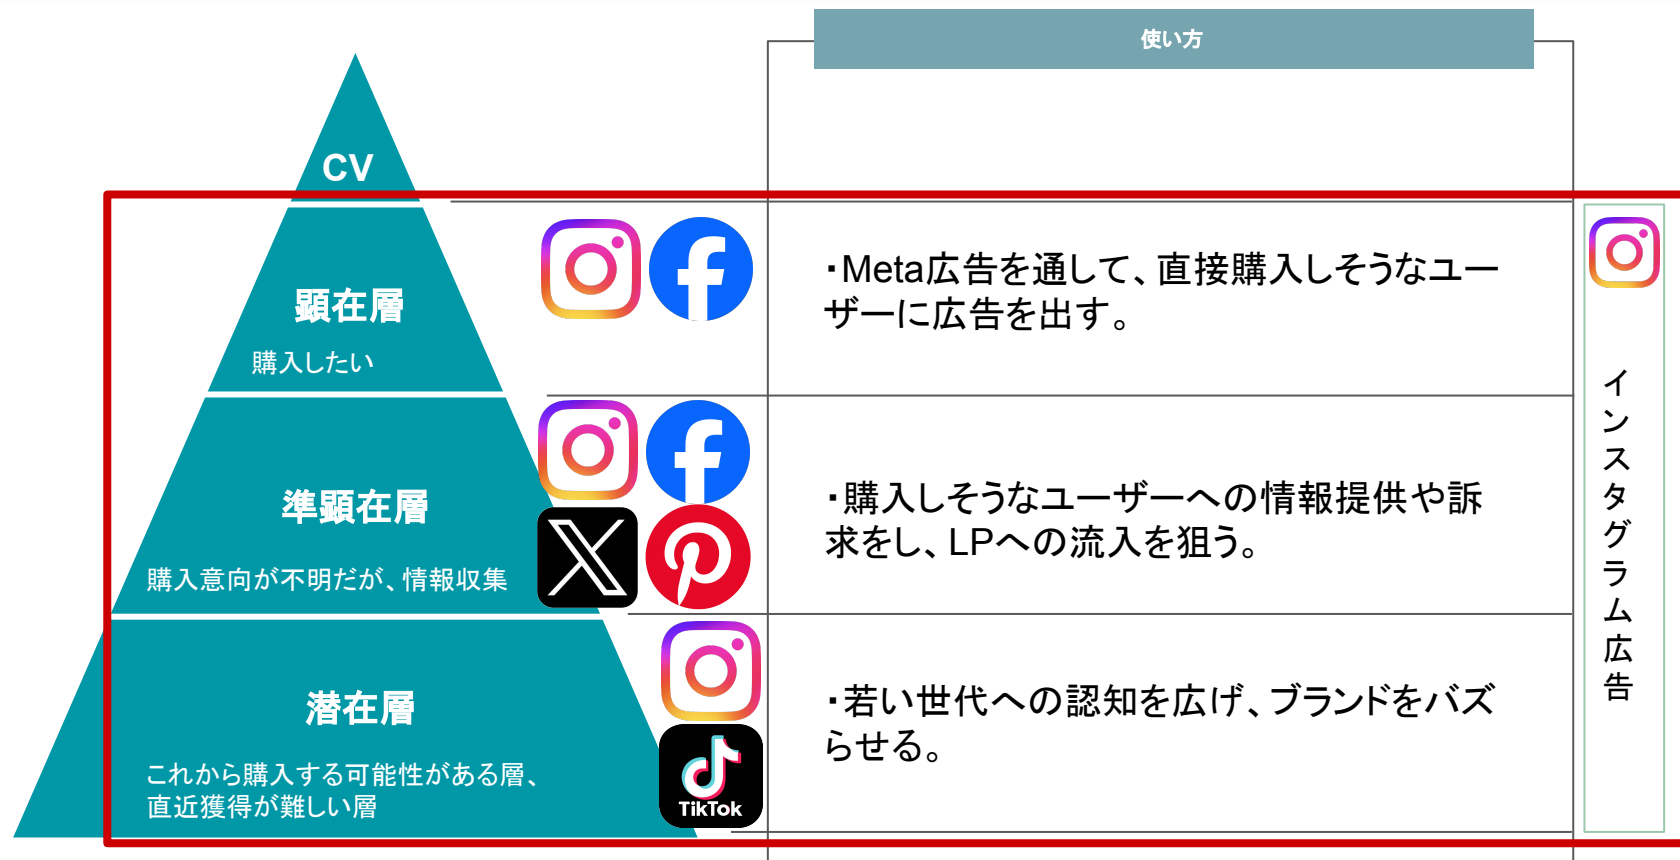 使い方
CV
顕在層
購入したい
・Meta広告を通して、直接購入しそうなユー
ザーに広告を出す。
準顕在層
購入意向が不明だが、情報収集
・購入しそうなユーザーへの情報提供や訴
求をし、LPへの流入を狙う。
潜在層
これから購入する可能性がある層、
直近獲得が難しい層
TikTok
・若い世代への認知を広げ、ブランドをバズ
らせる。
インスタグラム広告